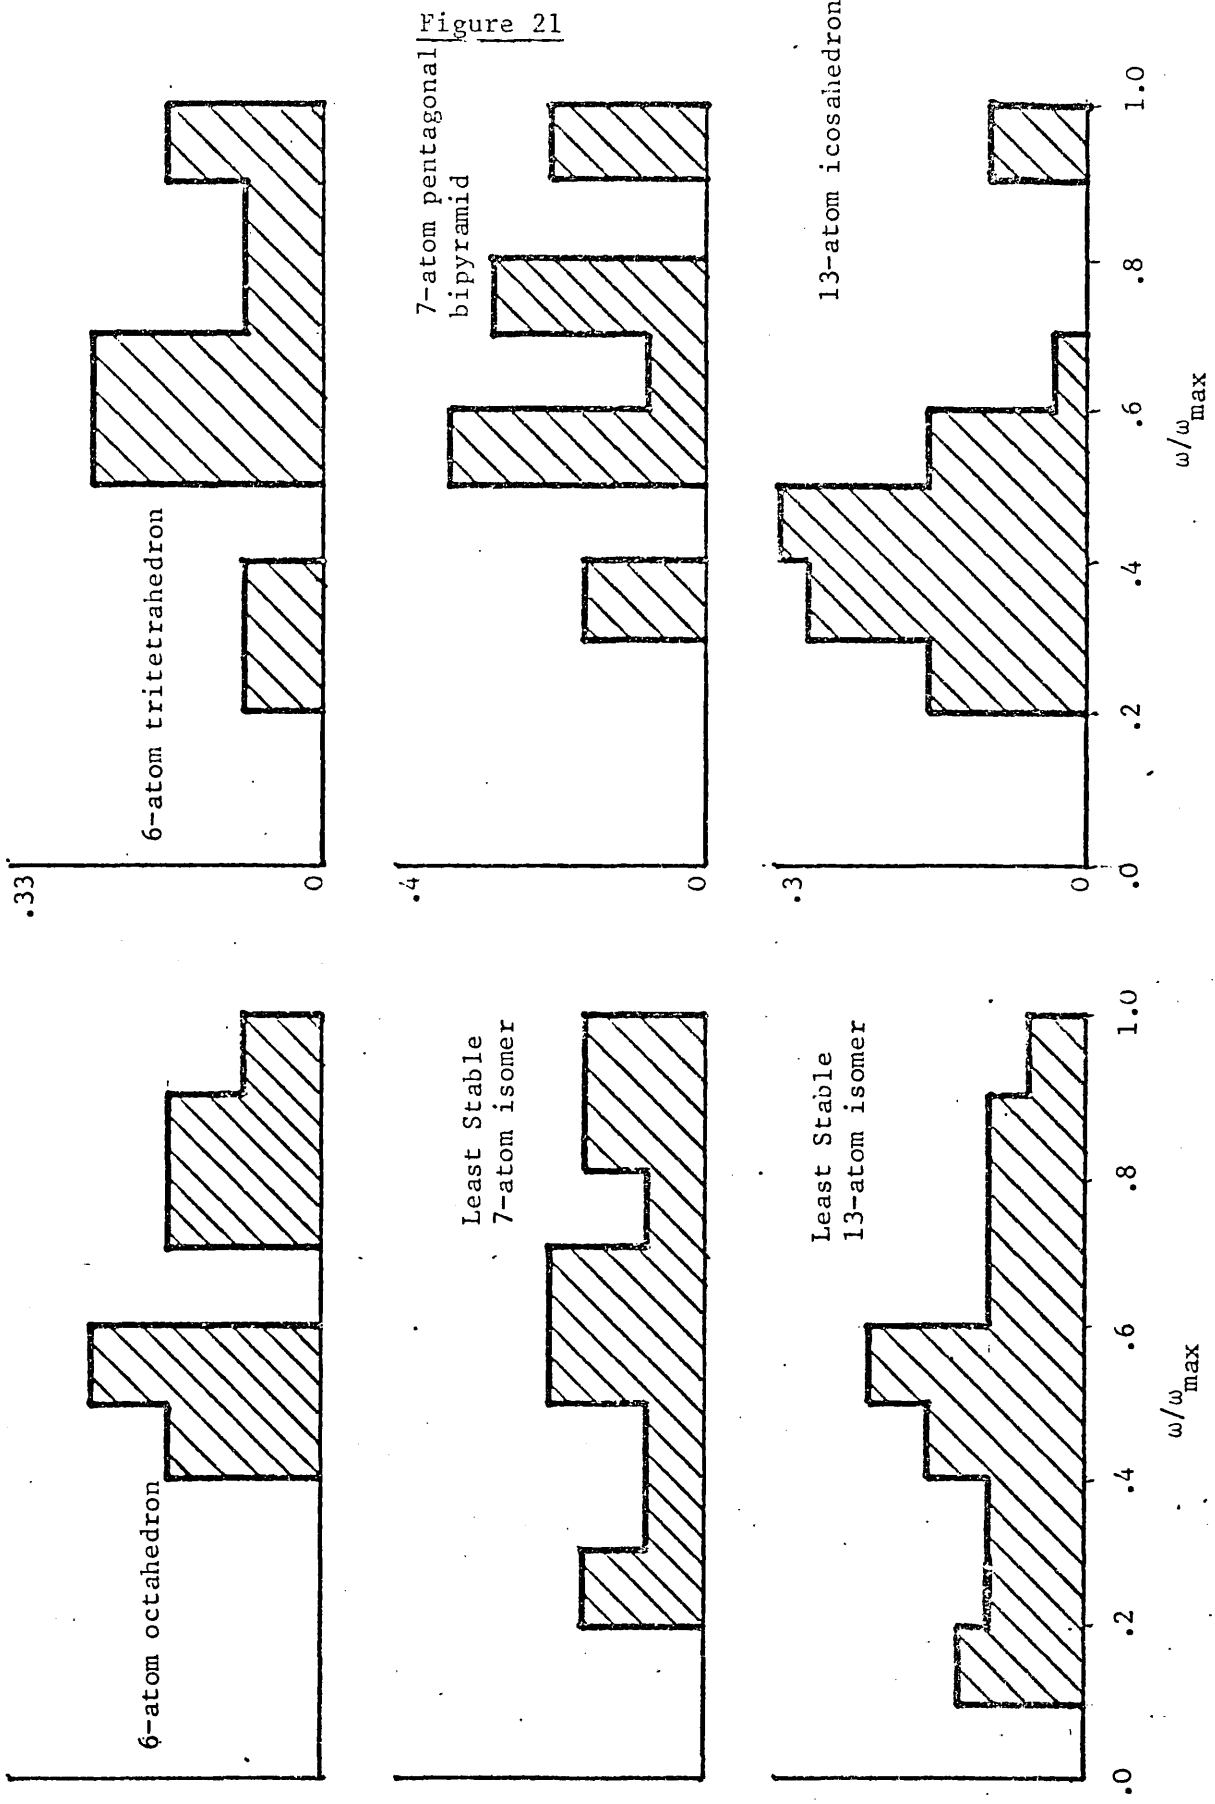 Figure 21
6-atom octahedron
.33
0
6-atom tritetrahedron
Least Stable
7-atom isomer
.4
0
7-atom pentagonal
bipyramid
Least Stable
13-atom isomer
.3
0
13-atom icosahedron
.0 .2 .4 .6 .8 1.0
ω/ω max
.0 .2 .4 .6 .8 1.0
ω/ω max